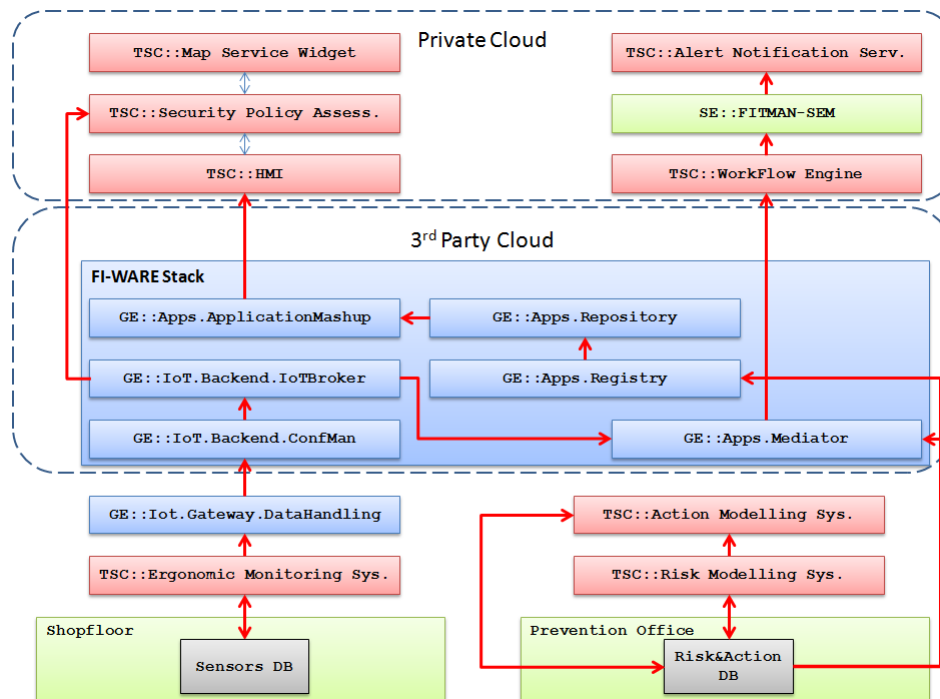 Private Cloud
TSC::Map Service Widget
TSC::Alert Notification Serv.
TSC::Security Policy Assess.
SE::FITMAN-SEM
TSC::HMI
TSC::WorkFlow Engine
3rd Party Cloud
FI-WARE Stack
GE::Apps.ApplicationMashup
GE::Apps.Repository
GE::IoT.Backend.IoTBroker
GE::Apps.Registry
GE::IoT.Backend.ConfMan
GE::Apps.Mediator
GE::Iot.Gateway.DataHandling
TSC::Action Modelling Sys.
TSC::Ergonomic Monitoring Sys.
TSC::Risk Modelling Sys.
Shopfloor
Sensors DB
Prevention Office
Risk&Action
DB